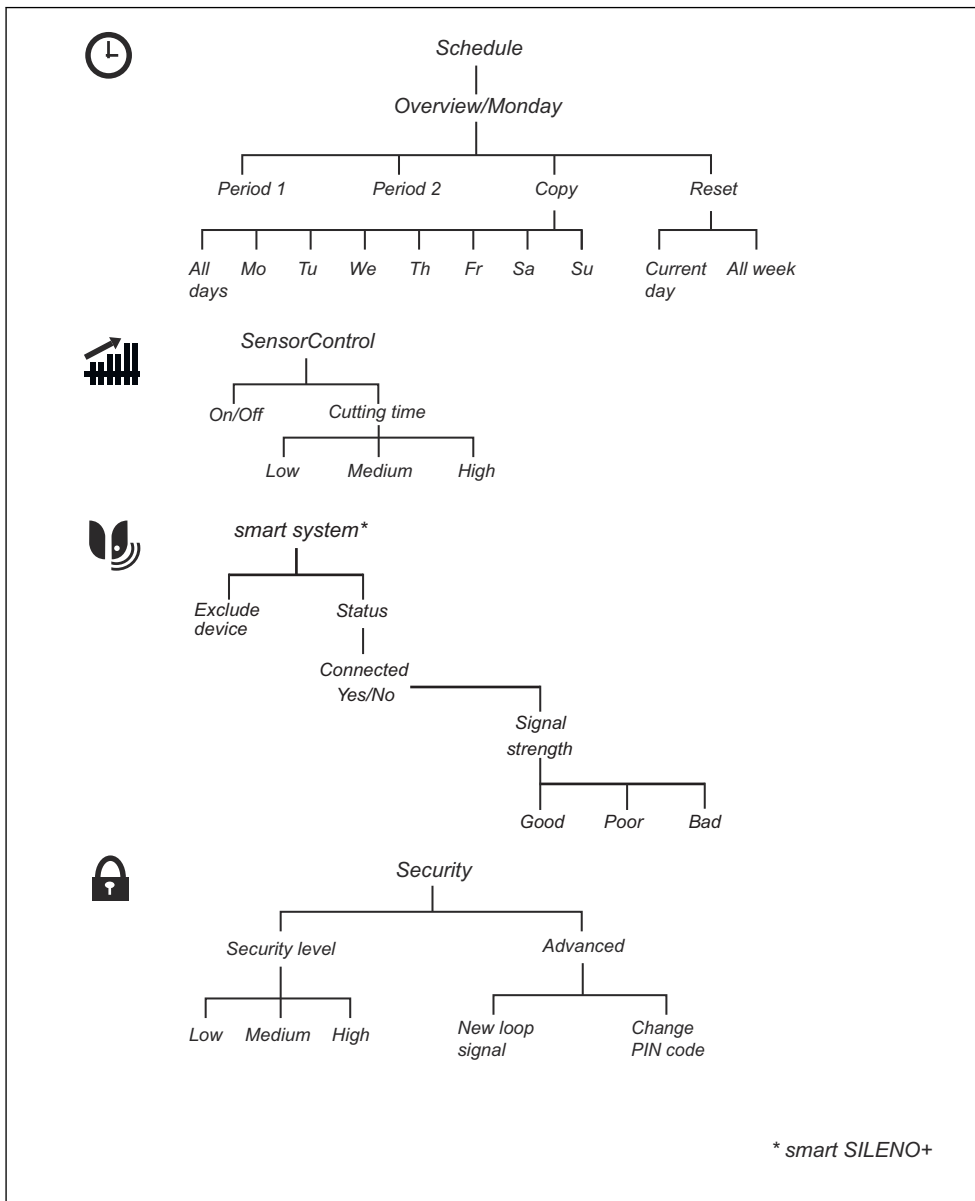 Schedule
Overview/Monday
Period 1
Period 2
Copy
Reset
All
days
Mo
Tu
We
Th
Fr
Sa
Su
Current
day
All week
SensorControl
On/Off
Cutting time
Low
Medium
High
smart system*
Exclude
device
Status
Connected
Yes/No
Signal
strength
Good
Poor
Bad
Security
Security level
Advanced
Low
Medium
High
New loop
signal
Change
PIN code
* smart SILENO+